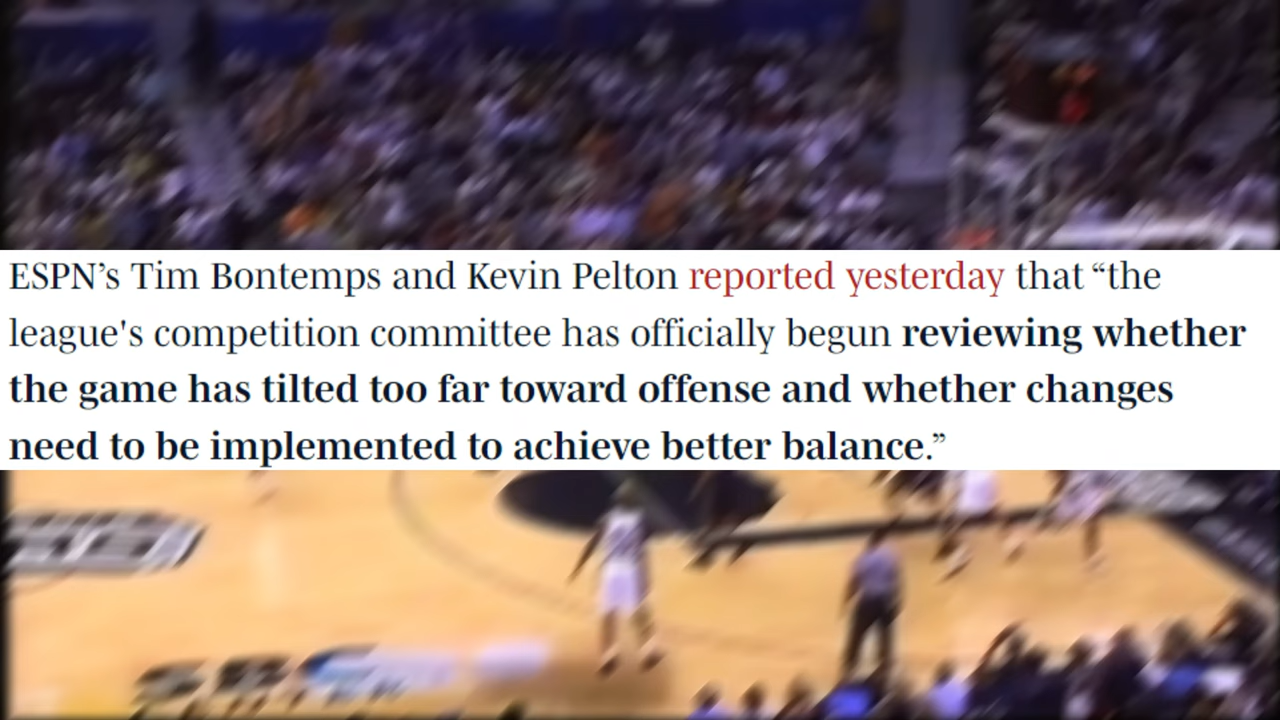 ESPN’s Tim Bontemps and Kevin Pelton reported yesterday that “the
league's competition committee has officially begun reviewing whether
the game has tilted too far toward offense and whether changes
need to be implemented to achieve better balance.”